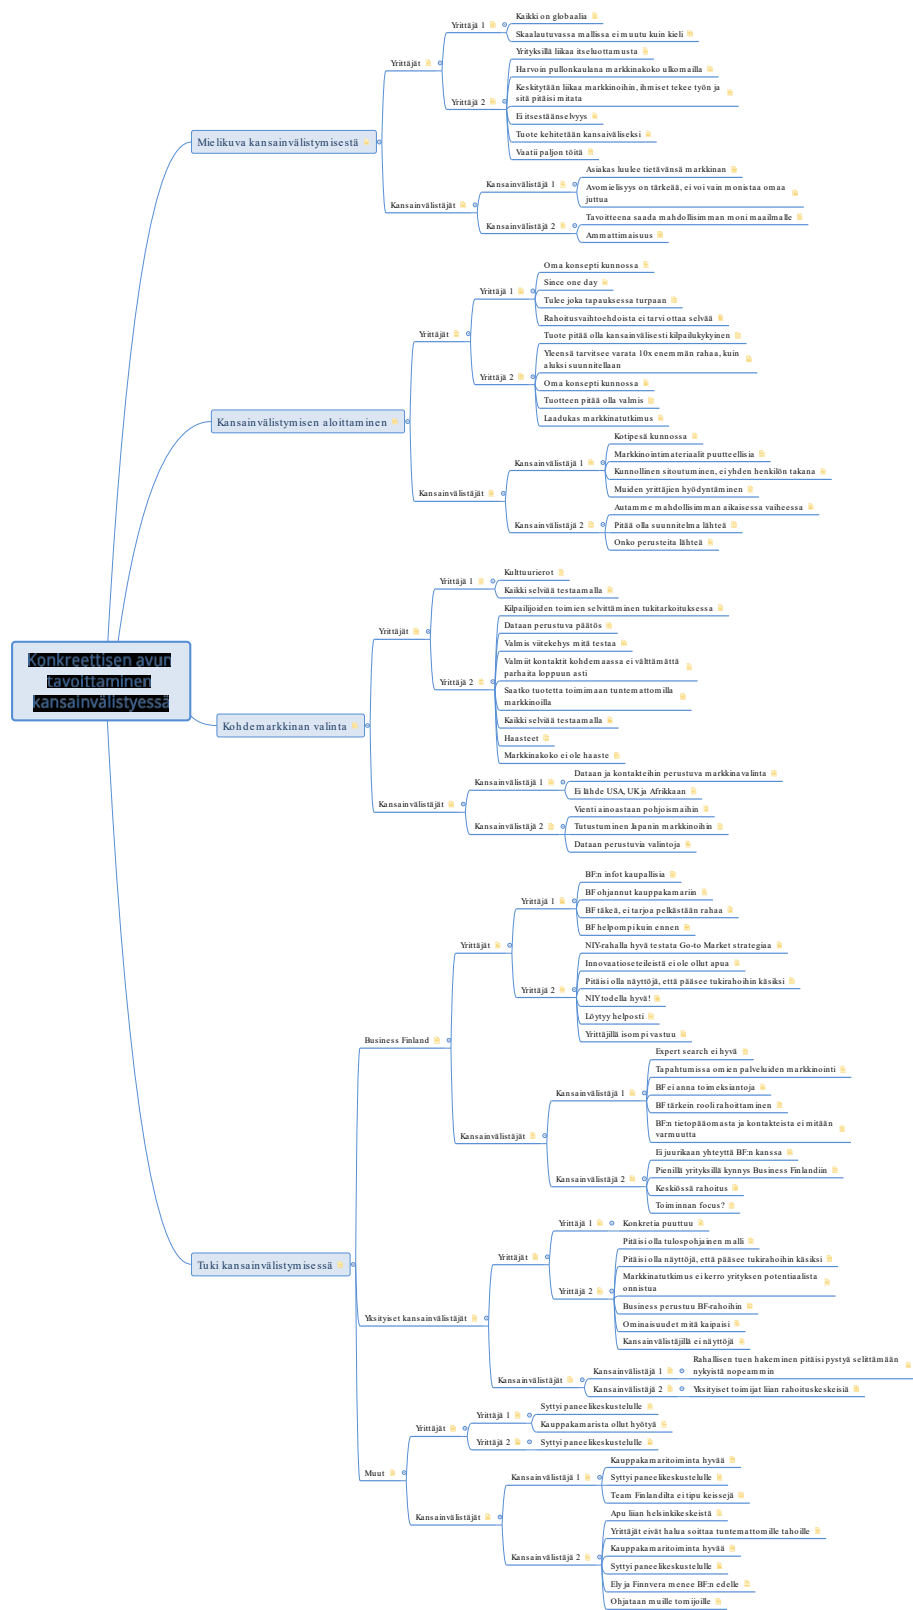 Konkreettisen avun
tavoittaminen
kansainvälistyessä
Mielikuva kansainvälistymisestä
Yrittäjät
Yrittäjä 1
Kaikki on globaalia
Skaalautuvassa mallissa ei muutu kuin kieli
Yrittäjä 2
Yrityksillä liikaa itseluottamusta
Harvoin pullonkaulana markkinakoko ulkomailla
Keskitytään liikaa markkinoihin, ihmiset tekee työn ja
sitä pitäisi mitata
Ei itsestäänselvyys
Tuote kehitetään kansaiväliseksi
Vaatii paljon töitä
Kansainvälistäjät
Kansainvälistäjä 1
Asiakas luulee tietävänsä markkinan
Avomielisyys on tärkeää, ei voi vain monistaa omaa
juttua
Kansainvälistäjä 2
Tavoitteena saada mahdollisimman moni maailmalle
Ammattimaisuus
Kansainvälistymisen aloittaminen
Yrittäjät
Yrittäjä 1
Oma konsepti kunnossa
Since one day
Tulee joka tapauksessa turpaan
Rahoitusvaihtoehdoista ei tarvi ottaa selvää
Yrittäjä 2
Tuote pitää olla kansainvälisesti kilpailukykyinen
Yleensä tarvitsee varata 10x enemmän rahaa, kuin
aluksi suunnitellaan
Oma konsepti kunnossa
Tuotteen pitää olla valmis
Laadukas markkinatutkimus
Kansainvälistäjät
Kansainvälistäjä 1
Kotipesä kunnossa
Markkinointimateriaalit puutteellisia
Kunnollinen sitoutuminen, ei yhden henkilön takana
Muiden yrittäjien hyödyntäminen
Kansainvälistäjä 2
Autamme mahdollisimman aikaisessa vaiheessa
Pitää olla suunnitelma lähteä
Onko perusteita lähteä
Kohdemarkkinan valinta
Yrittäjät
Yrittäjä 1
Kulttuurierot
Kaikki selviää testaamalla
Yrittäjä 2
Kilpailijoiden toimien selvittäminen tukitarkoituksessa
Dataan perustuva päätös
Valmis viitekehys mitä testaa
Valmiit kontaktit kohdemaassa ei välttämättä
parhaita loppuun asti
Saatko tuotetta toimimaan tuntemattomilla
markkinoilla
Kaikki selviää testaamalla
Haasteet
Markkinakoko ei ole haaste
Kansainvälistäjät
Kansainvälistäjä 1
Dataan ja kontakteihin perustuva markkinavalinta
Ei lähde USA, UK ja Afrikkaan
Kansainvälistäjä 2
Vienti ainoastaan pohjoismaihin
Tutustuminen Japanin markkinoihin
Dataan perustuvia valintoja
Tuki kansainvälistymisessä
Business Finland
Yrittäjät
Yrittäjä 1
BF:n infot kaupallisia
BF ohjannut kauppakamariin
BF täkeä, ei tarjoa pelkästään rahaa
BF helpompi kuin ennen
Yrittäjä 2
NIY-rahalla hyvä testata Go-to Market strategiaa
Innovaatioseteileistä ei ole ollut apua
Pitäisi olla näyttöjä, että pääsee tukirahoihin käsiksi
NIY todella hyvä!
Löytyy helposti
Yrittäjillä isompi vastuu
Kansainvälistäjät
Kansainvälistäjä 1
Expert search ei hyvä
Tapahtumissa omien palveluiden markkinointi
BF ei anna toimeksiantoja
BF tärkein rooli rahoittaminen
BF:n tietopääomasta ja kontakteista ei mitään
varmuutta
Kansainvälistäjä 2
Ei juurikaan yhteyttä BF:n kanssa
Pienillä yrityksillä kynnys Business Finlandiin
Keskiössä rahoitus
Toiminnan focus?
Yksityiset kansainvälistäjät
Yrittäjät
Yrittäjä 1
Konkretia puuttuu
Yrittäjä 2
Pitäisi olla tulospohjainen malli
Pitäisi olla näyttöjä, että pääsee tukirahoihin käsiksi
Markkinatutkimus ei kerro yrityksen potentiaalista
onnistua
Business perustuu BF-rahoihin
Ominaisuudet mitä kaipaisi
Kansainvälistäjillä ei näyttöjä
Kansainvälistäjät
Kansainvälistäjä 1
Rahallisen tuen hakeminen pitäisi pystyä selittämään
nykyistä nopeammin
Kansainvälistäjä 2
Yksityiset toimijat liian rahoituskeskeisiä
Muut
Yrittäjät
Yrittäjä 1
Syttyi paneelikeskustelulle
Kauppakamarista ollut hyötyä
Yrittäjä 2
Syttyi paneelikeskustelulle
Kansainvälistäjät
Kansainvälistäjä 1
Kauppakamaritoiminta hyvää
Syttyi paneelikeskustelulle
Team Finlandilta ei tipu keissejä
Kansainvälistäjä 2
Apu liian helsinkikeskeistä
Yrittäjät eivät halua soittaa tuntemattomille tahoille
Kauppakamaritoiminta hyvää
Syttyi paneelikeskustelulle
Ely ja Finnvera menee BF:n edelle
Ohjataan muille tomijoille